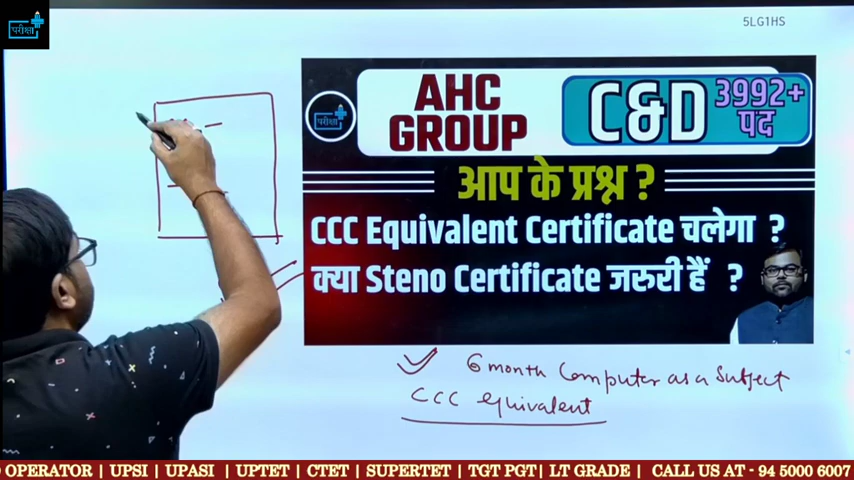 परीक्षा
5LG1HS
AHC
GROUP
C&D
3992+
पद
परीक्षा
आप के प्रश्न ?
CCC Equivalent Certificate चलेगा ?
क्या Steno Certificate जरुरी हैं ?
6 month Computer as a Subject
CCC equivalent
OPERATOR | UPSI | UPASI | UPTET | CTET | SUPERTET | TGT PGT| LT GRADE | CALL US AT - 94 5000 6007